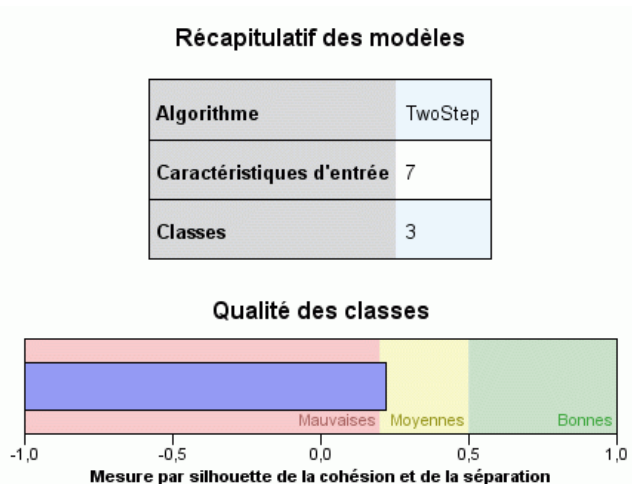 Récapitulatif des modèles
Algorithme TwoStep
Caractéristiques d'entrée 7
Classes 3
Qualité des classes
Mauvaises Moyennes Bonnes
-1,0 -0,5 0,0 0,5 1,0
Mesure par silhouette de la cohésion et de la séparation